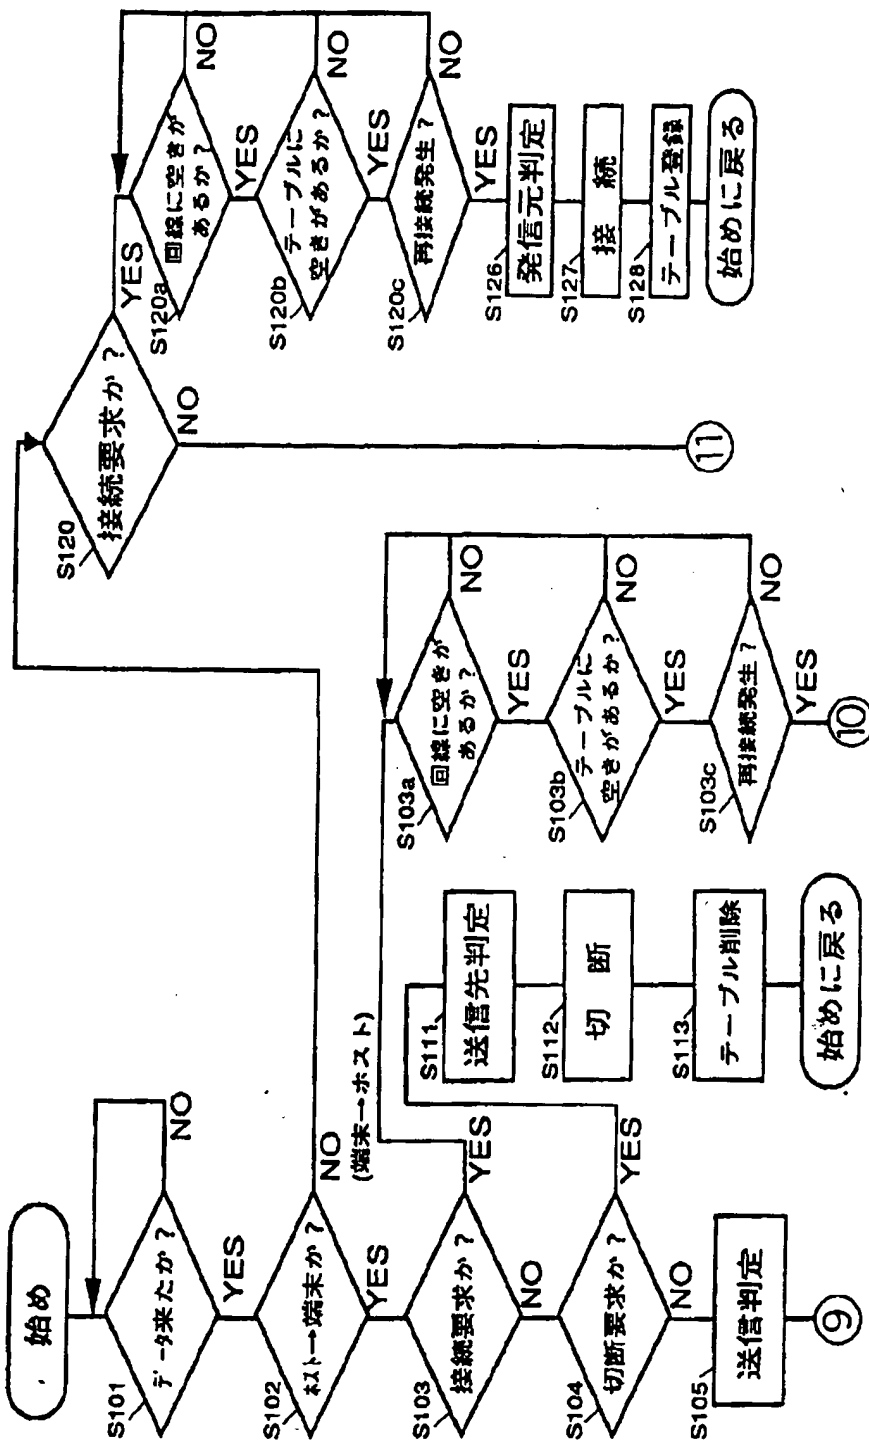 始め
S101
データ来たか?
NO
YES
S102
ホスト→端末か?
NO
(端末→ホスト)
YES
S103
接続要求か?
YES
NO
S104
切断要求か?
YES
NO
S105
送信判定
⑨
S111
送信先判定
S112
切 断
S113
テーブル削除
始めに戻る
S103a
回線に空きが
あるか?
NO
YES
S103b
テーブルに
空きがあるか?
NO
YES
S103c
再接続発生?
NO
YES
⑩
S120
接続要求か?
YES
NO
⑪
S120a
回線に空きが
あるか?
NO
YES
S120b
テーブルに
空きがあるか?
NO
YES
S120c
再接続発生?
NO
YES
S126
発信元判定
S127
接 続
S128
テーブル登録
始めに戻る